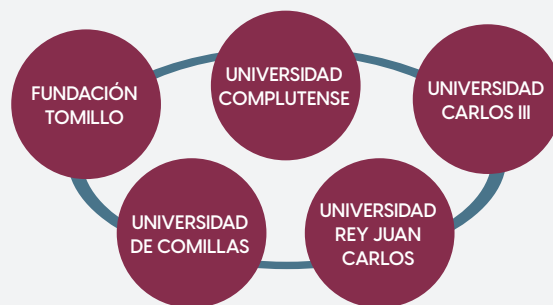 FUNDACIÓN
TOMILLO
UNIVERSIDAD
COMPLUTENSE
UNIVERSIDAD
CARLOS III
UNIVERSIDAD
DE COMILLAS
UNIVERSIDAD
REY JUAN
CARLOS